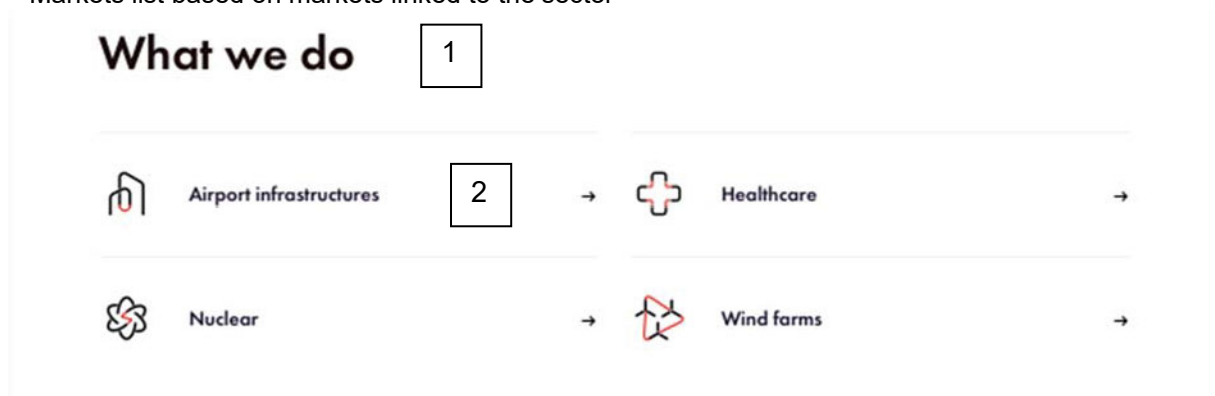 Markets list based on markets linked to the sector
What we do
1
Airport infrastructures
2
→
Healthcare
→
Nuclear
→
Wind farms
→